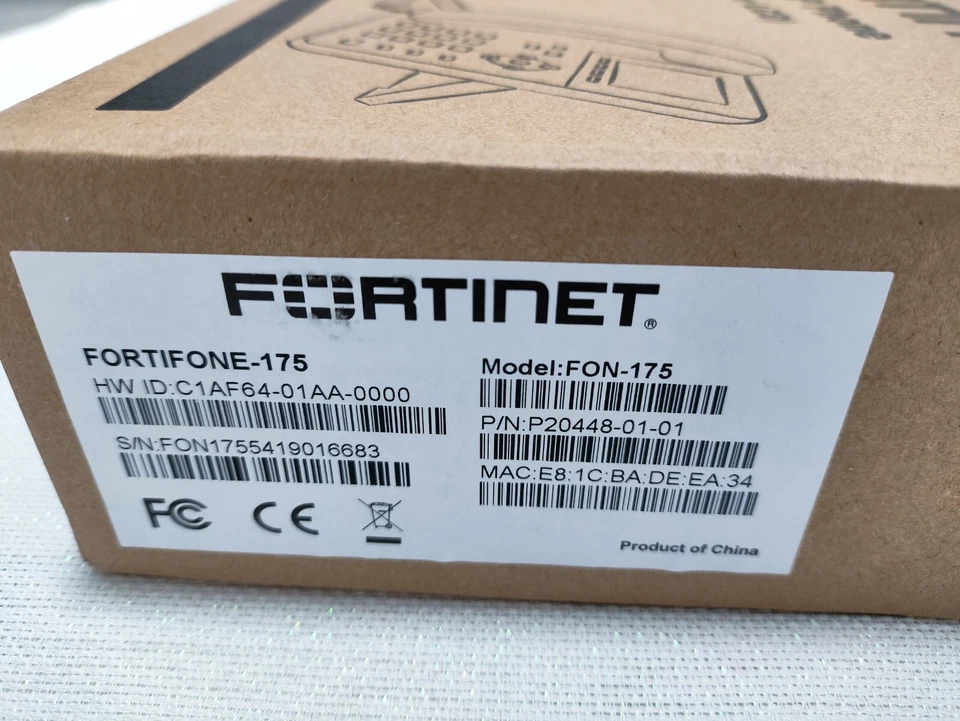 FORTINET®
FORTIFONE-175
HW ID:C1AF64-01AA-0000
S/N:FON1755419016683
Model:FON-175
P/N:P20448-01-01
MAC:E8:1C:BA:DE:EA:34
FC CE
Product of China